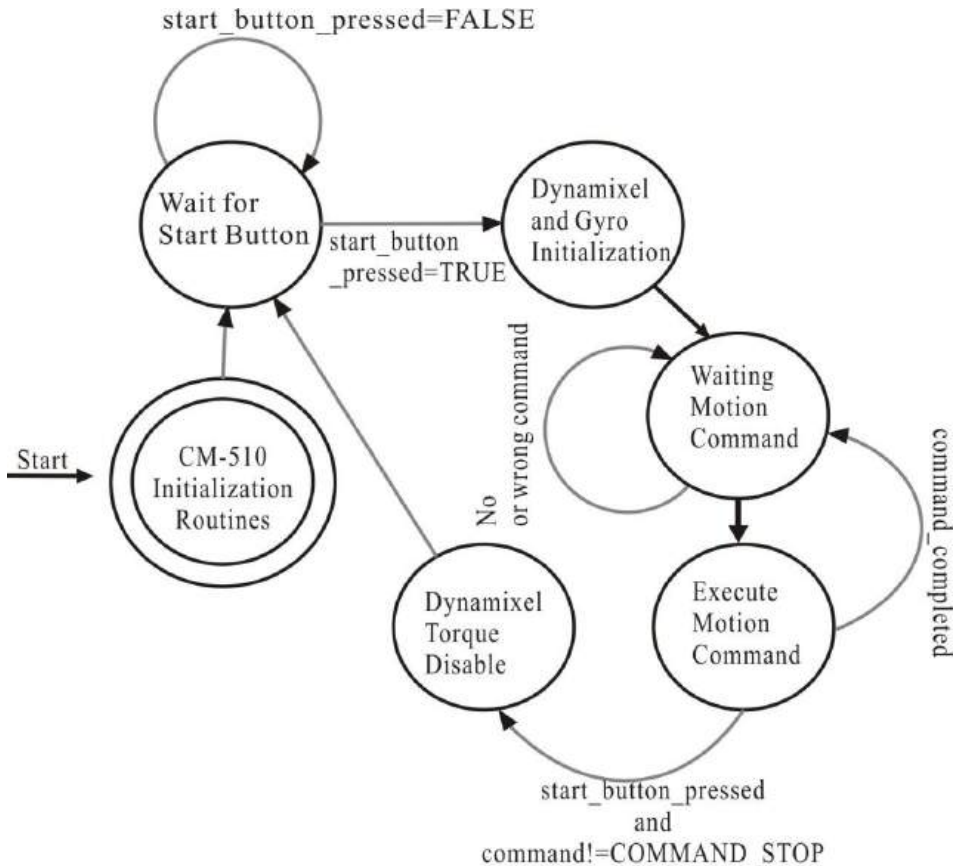 start_button_pressed=FALSE
Wait for
Start Button
start_button
_pressed=TRUE
Dynamixel
and Gyro
Initialization
Waiting
Motion
Command
No
or wrong command
command_completed
Start
CM-510
Initialization
Routines
Dynamixel
Torque
Disable
Execute
Motion
Command
start_button_pressed
and
command!=COMMAND_STOP